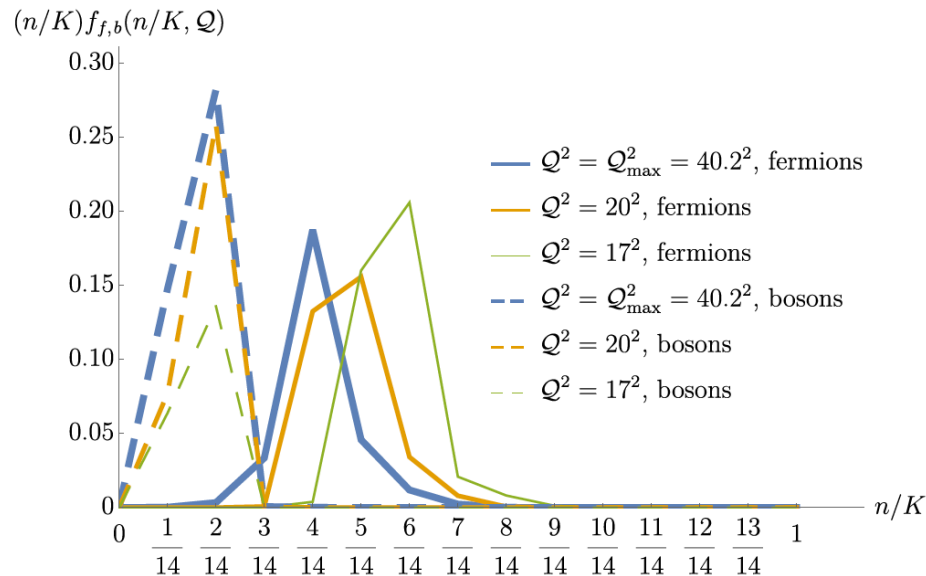 (n/K) f_{f,b}(n/K, 𝒬)
0.30
0.25
𝒬² = 𝒬²_max = 40.2², fermions
0.20
𝒬² = 20², fermions
𝒬² = 17², fermions
0.15
𝒬² = 𝒬²_max = 40.2², bosons
𝒬² = 20², bosons
0.10
𝒬² = 17², bosons
0.05
0
n/K
0 1/14 2/14 3/14 4/14 5/14 6/14 7/14 8/14 9/14 10/14 11/14 12/14 13/14 1